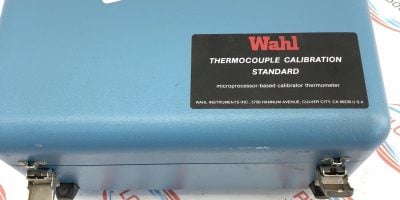 Wahl
THERMOCOUPLE CALIBRATION
STANDARD
microprocessor-based calibrator thermometer
WAHL INSTRUMENTS INC., 5750 HANNUM AVENUE, CULVER CITY, CA 90230 U.S.A.